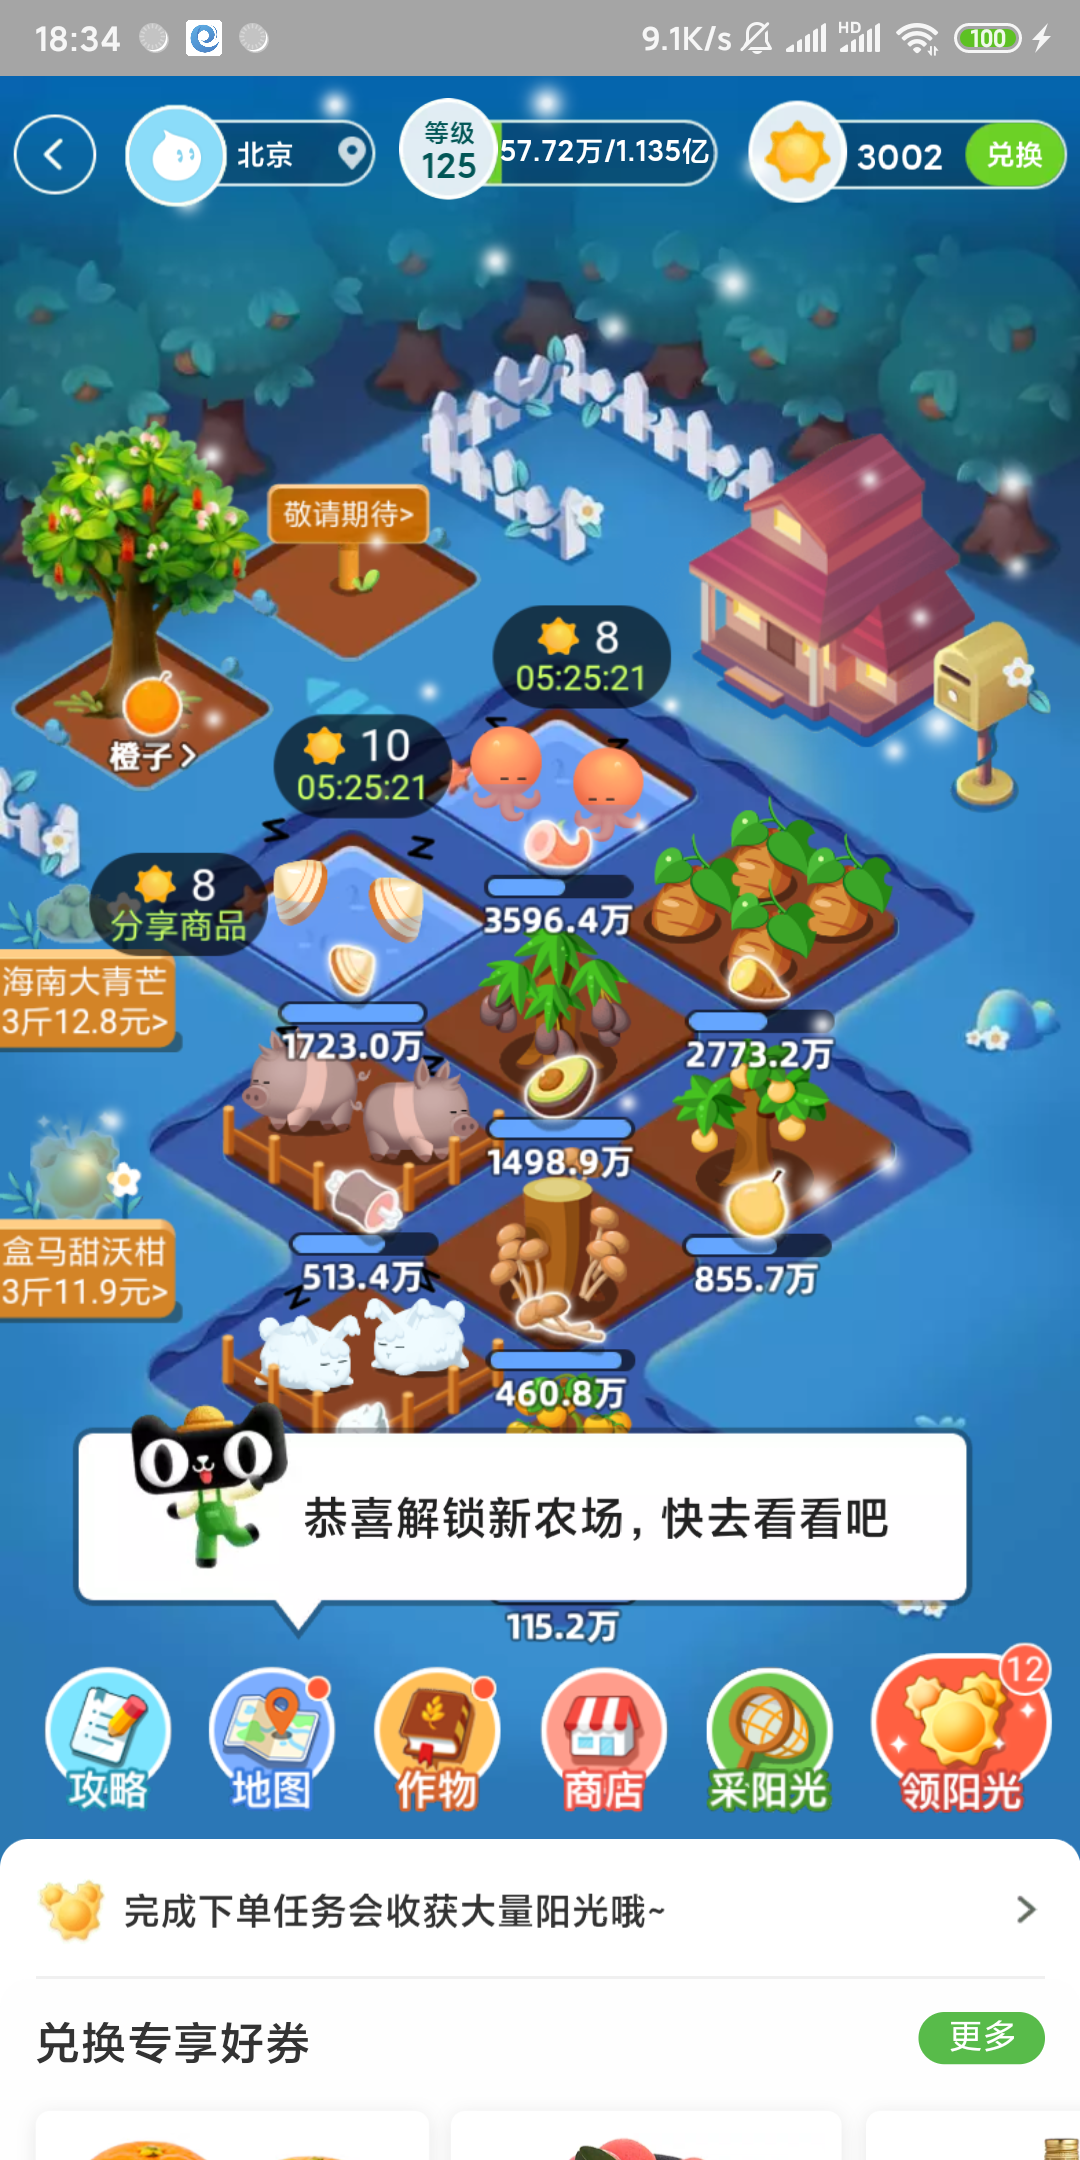 18:34
9.1K/s
HD
100
北京
等级
125
57.72万/1.135亿
3002
兑换
敬请期待>
8
05:25:21
橙子>
10
05:25:21
8
分享商品
3596.4万
海南大青芒
3斤12.8元>
1723.0万
2773.2万
1498.9万
盒马甜沃柑
3斤11.9元>
513.4万
855.7万
460.8万
恭喜解锁新农场，快去看看吧
115.2万
12
攻略
地图
作物
商店
采阳光
领阳光
完成下单任务会收获大量阳光哦~
兑换专享好券
更多